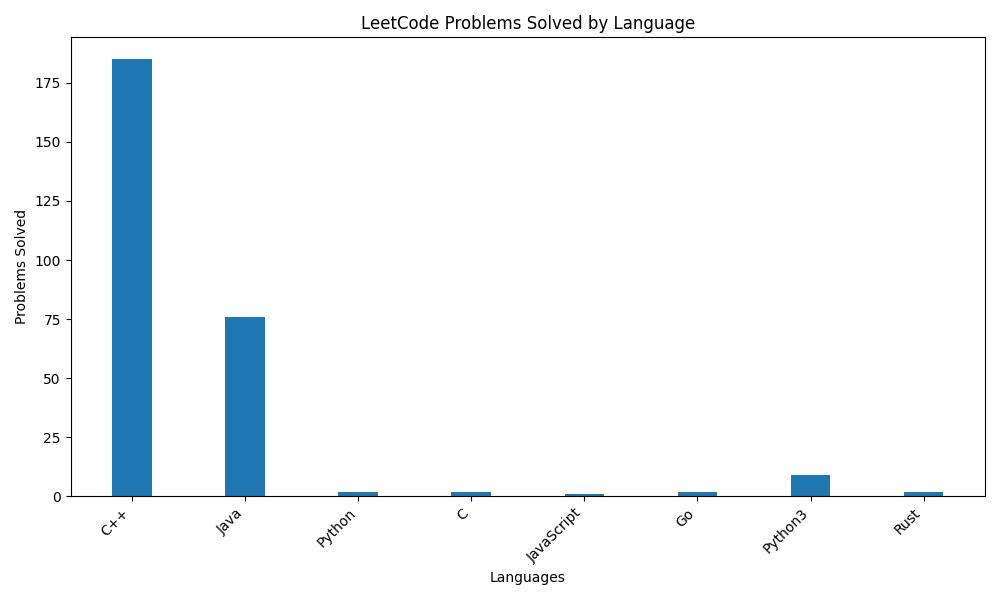 LeetCode Problems Solved by Language
Problems Solved
175
150
125
100
75
50
25
0
C++
Java
Python
C
JavaScript
Go
Python3
Rust
Languages